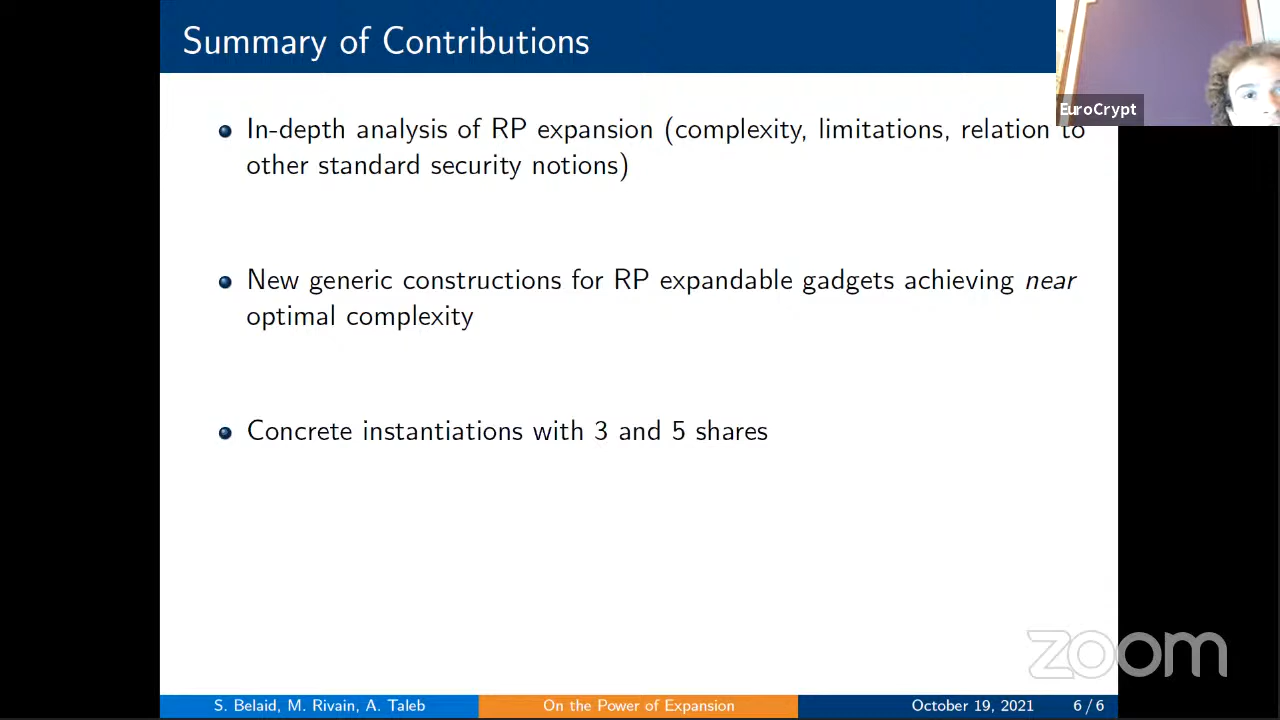 Summary of Contributions
EuroCrypt
In-depth analysis of RP expansion (complexity, limitations, relation to
other standard security notions)
New generic constructions for RP expandable gadgets achieving near
optimal complexity
Concrete instantiations with 3 and 5 shares
zoom
S. Belaid, M. Rivain, A. Taleb
On the Power of Expansion
October 19, 2021
6 / 6